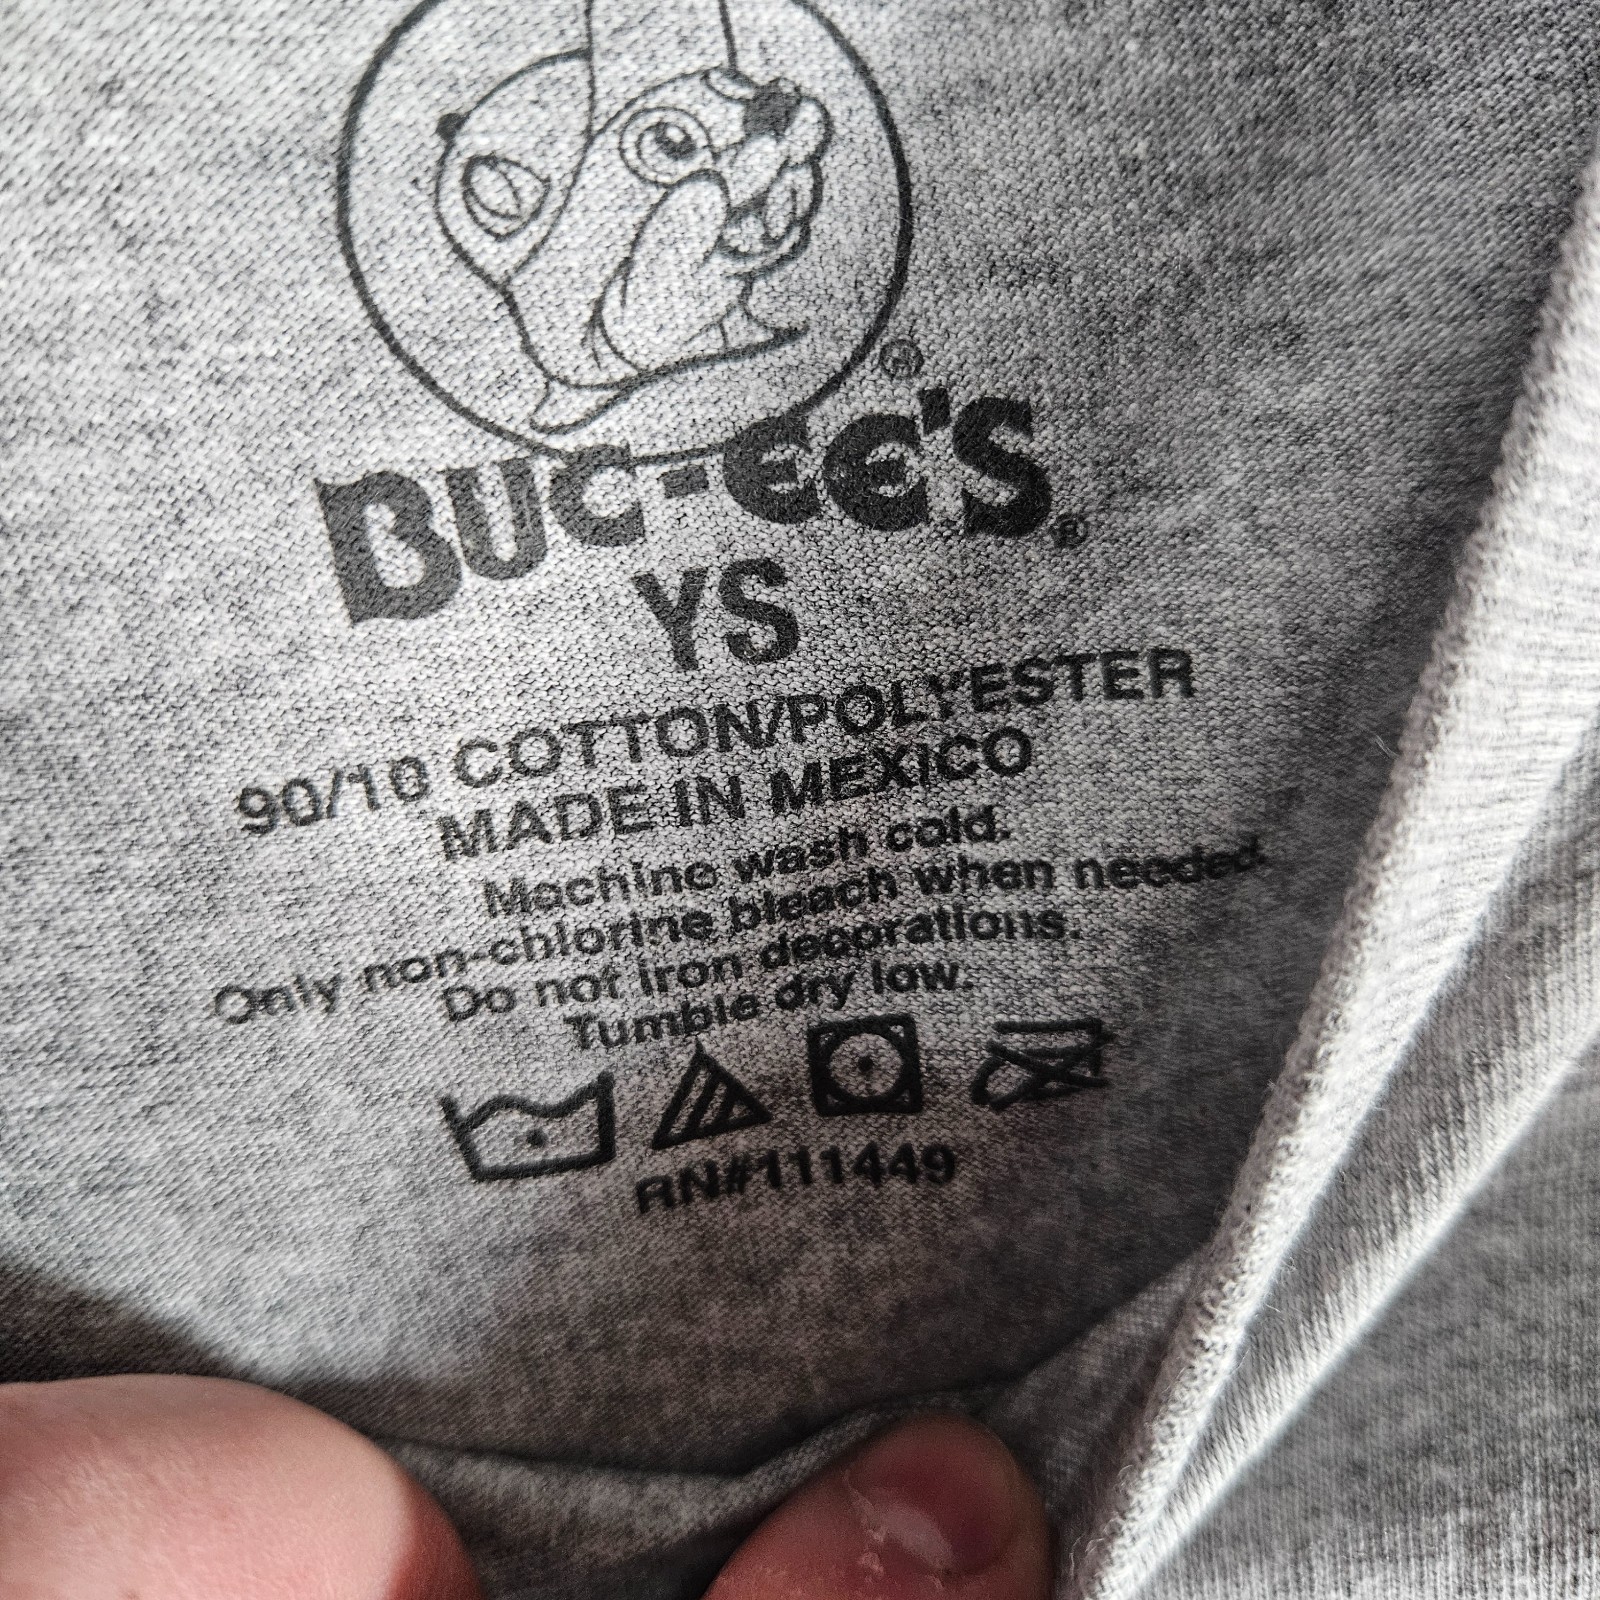 ®
BUC-EE'S®
YS
90/10 COTTON/POLYESTER
MADE IN MEXICO
Machine wash cold.
Only non-chlorine bleach when needed.
Do not iron decorations.
Tumble dry low.
RN#111449